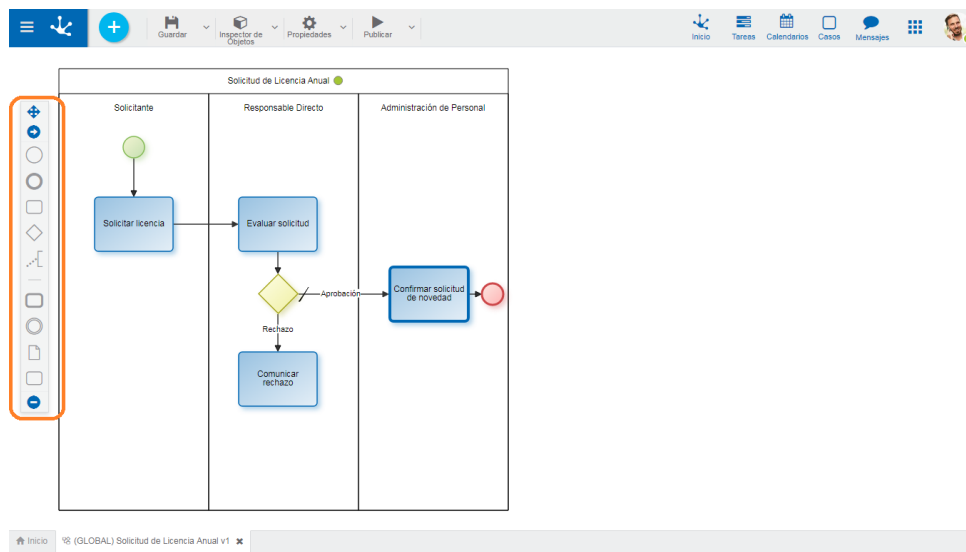 Guardar
Inspector de
Objetos
Propiedades
Publicar
Inicio
Tareas
Calendarios
Casos
Mensajes
Solicitud de Licencia Anual
Solicitante
Responsable Directo
Administración de Personal
Solicitar licencia
Evaluar solicitud
Aprobación
Confirmar solicitud
de novedad
Rechazo
Comunicar
rechazo
Inicio
(GLOBAL) Solicitud de Licencia Anual v1